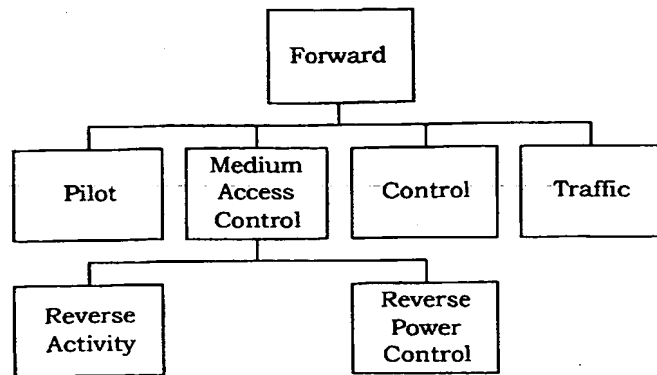 Forward
Pilot
Medium
Access
Control
Control
Traffic
Reverse
Activity
Reverse
Power
Control